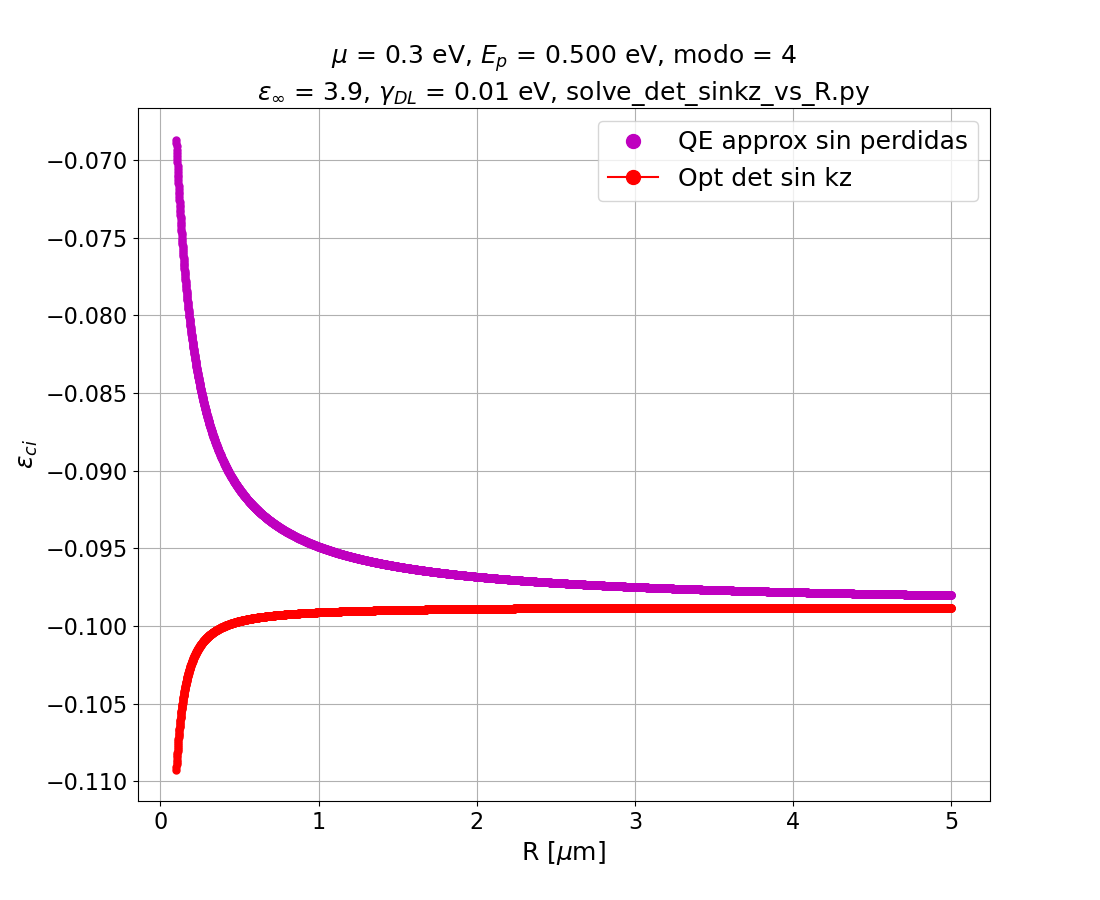 μ = 0.3 eV, E_p = 0.500 eV, modo = 4
ε_∞ = 3.9, γ_DL = 0.01 eV, solve_det_sinkz_vs_R.py
QE approx sin perdidas
Opt det sin kz
−0.070
−0.075
−0.080
−0.085
−0.090
−0.095
−0.100
−0.105
−0.110
ε_ci
0 1 2 3 4 5
R [μm]